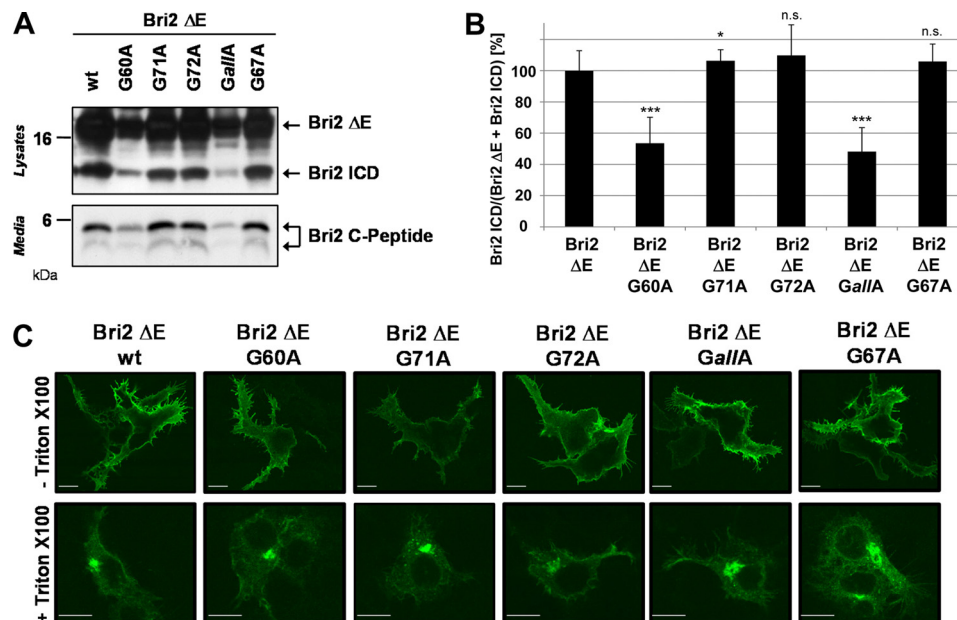 A
Bri2 ΔE
wt
G60A
G71A
G72A
GallA
G67A
Lysates
16
Bri2 ΔE
Bri2 ICD
Media
6
Bri2 C-Peptide
kDa
B
Bri2 ICD/(Bri2 ΔE + Bri2 ICD) [%]
100
80
60
40
20
0
***
*
n.s.
***
n.s.
Bri2 ΔE
Bri2 ΔE G60A
Bri2 ΔE G71A
Bri2 ΔE G72A
Bri2 ΔE GallA
Bri2 ΔE G67A
C
Bri2 ΔE wt
Bri2 ΔE G60A
Bri2 ΔE G71A
Bri2 ΔE G72A
Bri2 ΔE GallA
Bri2 ΔE G67A
- Triton X100
+ Triton X100